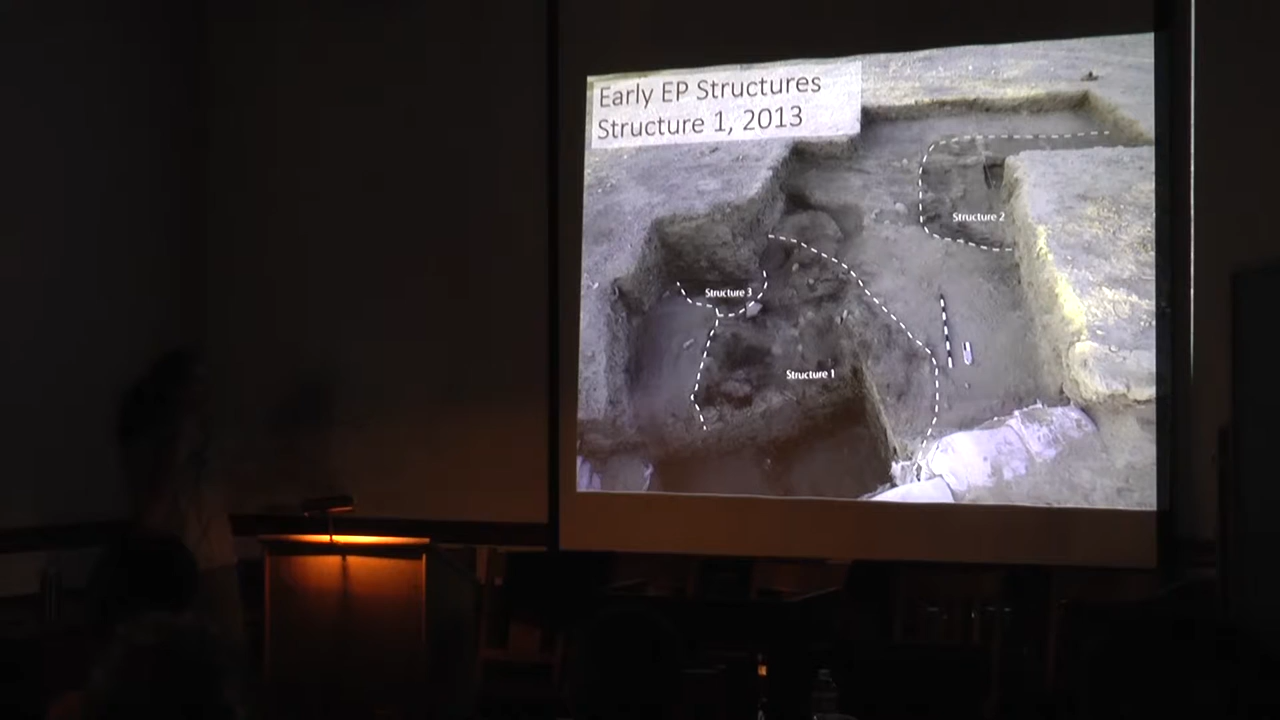 Early EP Structures
Structure 1, 2013
Structure 2
Structure 3
Structure 1